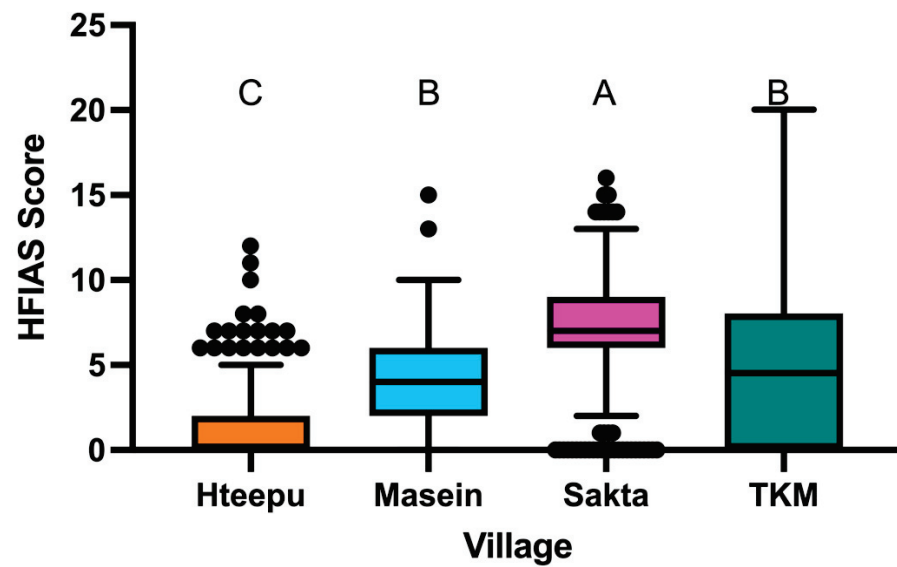 25
20
15
10
5
0
HFIAS Score
C
B
A
B
Hteepu
Masein
Sakta
TKM
Village